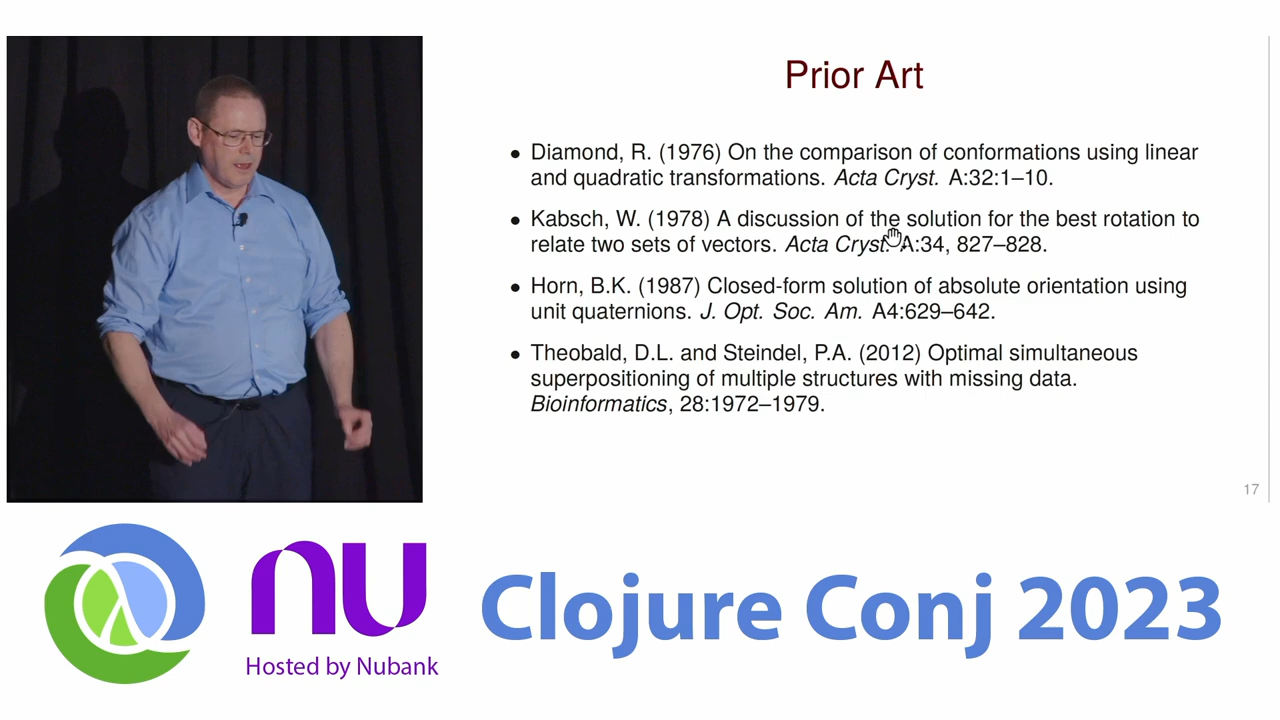 Prior Art
• Diamond, R. (1976) On the comparison of conformations using linear
and quadratic transformations. Acta Cryst. A:32:1–10.
• Kabsch, W. (1978) A discussion of the solution for the best rotation to
relate two sets of vectors. Acta Cryst. A:34, 827–828.
• Horn, B.K. (1987) Closed-form solution of absolute orientation using
unit quaternions. J. Opt. Soc. Am. A4:629–642.
• Theobald, D.L. and Steindel, P.A. (2012) Optimal simultaneous
superpositioning of multiple structures with missing data.
Bioinformatics, 28:1972–1979.
17
nu
Hosted by Nubank
Clojure Conj 2023